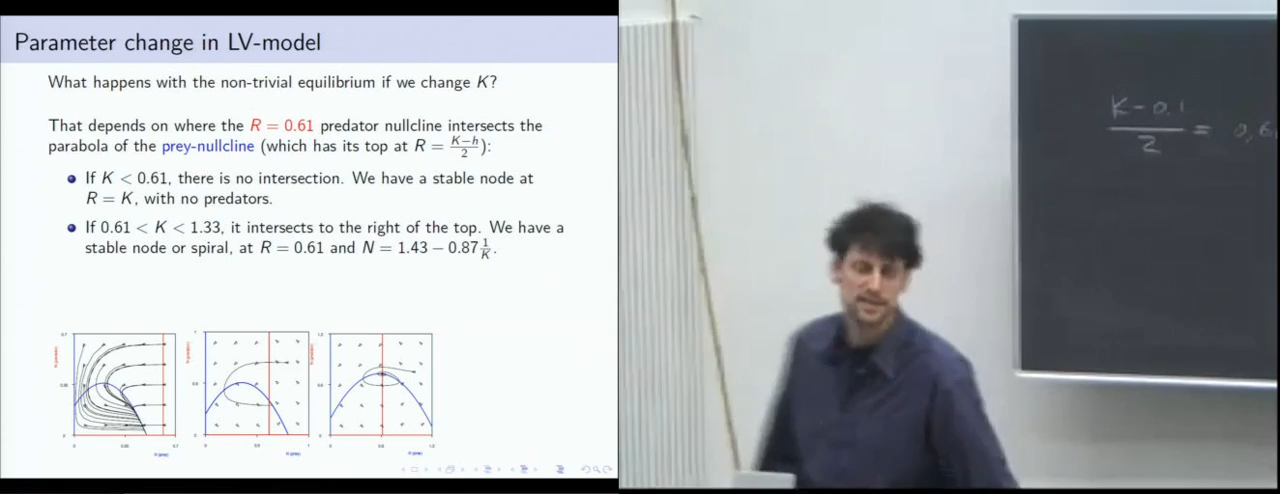 Parameter change in LV-model
What happens with the non-trivial equilibrium if we change K?
That depends on where the R = 0.61 predator nullcline intersects the
parabola of the prey-nullcline (which has its top at R = (K−h)/2):
If K < 0.61, there is no intersection. We have a stable node at
R = K, with no predators.
If 0.61 < K < 1.33, it intersects to the right of the top. We have a
stable node or spiral, at R = 0.61 and N = 1.43 − 0.87 1/K.
K - 0.1
2
= 0,6